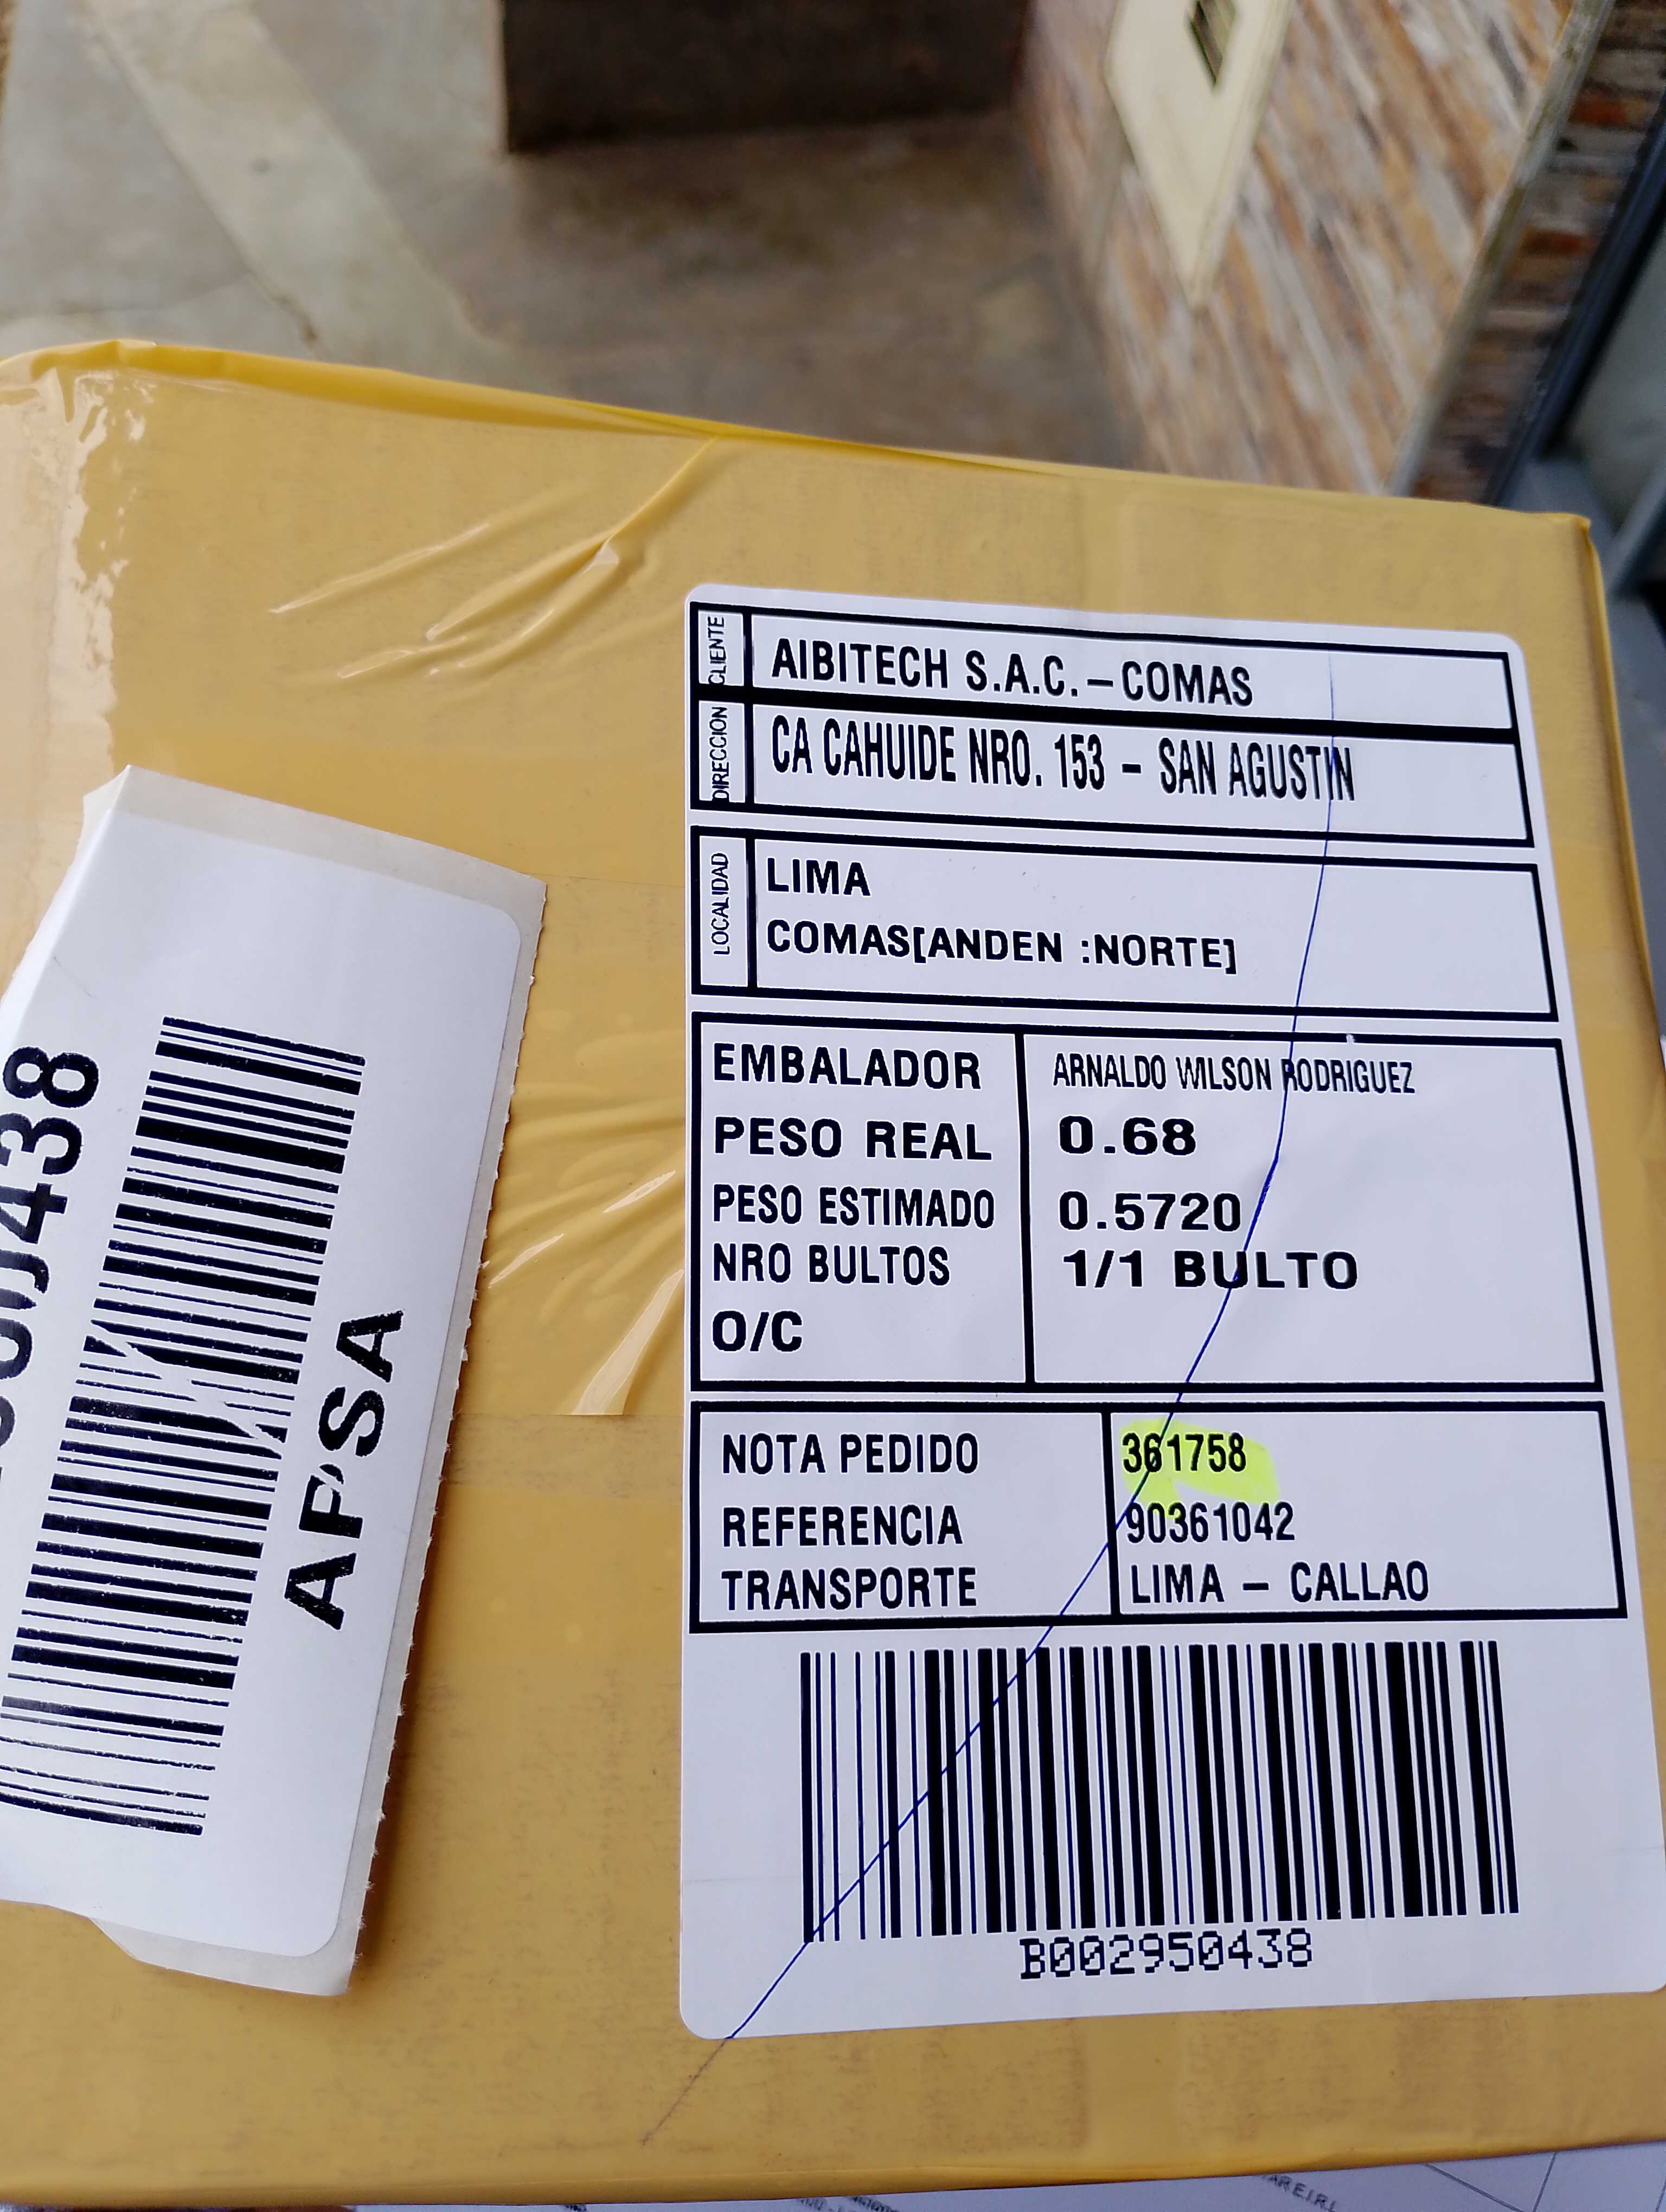 CLIENTE
AIBITECH S.A.C. – COMAS
DIRECCION
CA CAHUIDE NRO. 153 – SAN AGUSTIN
LOCALIDAD
LIMA
COMAS[ANDEN :NORTE]
EMBALADOR ARNALDO WILSON RODRIGUEZ
PESO REAL 0.68
PESO ESTIMADO 0.5720
NRO BULTOS 1/1 BULTO
O/C
NOTA PEDIDO 361758
REFERENCIA 90361042
TRANSPORTE LIMA – CALLAO
B002950438
APSA